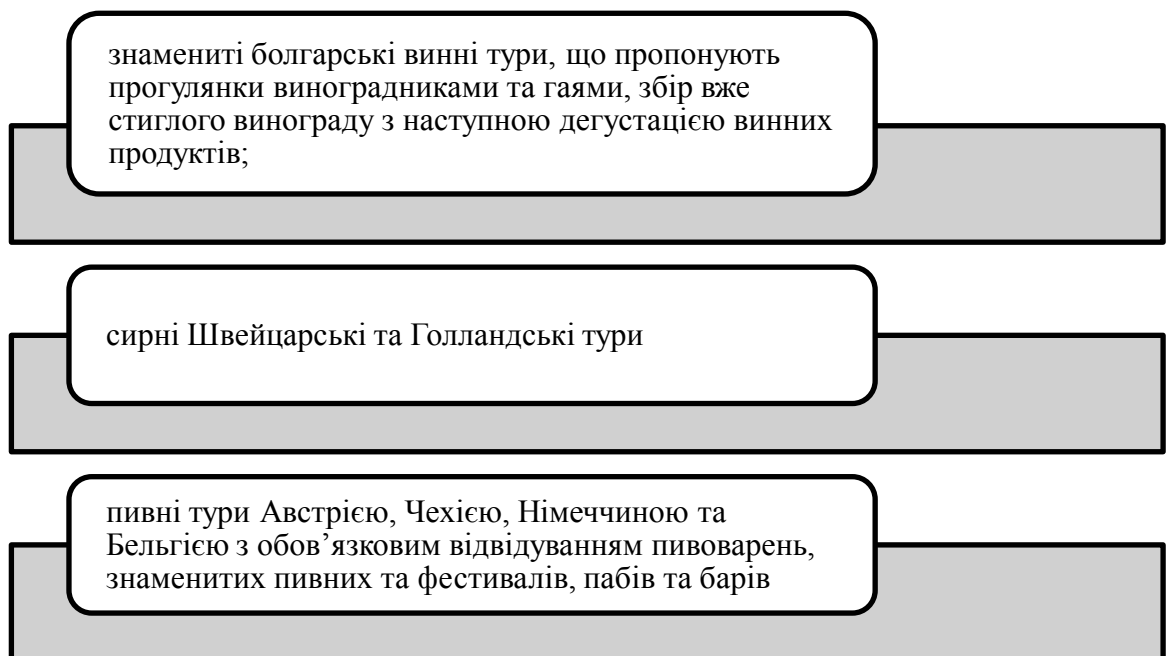 знамениті болгарські винні тури, що пропонують
прогулянки виноградниками та гаями, збір вже
стиглого винограду з наступною дегустацією винних
продуктів;
сирні Швейцарські та Голландські тури
пивні тури Австрією, Чехією, Німеччиною та
Бельгією з обов’язковим відвідуванням пивоварень,
знаменитих пивних та фестивалів, пабів та барів